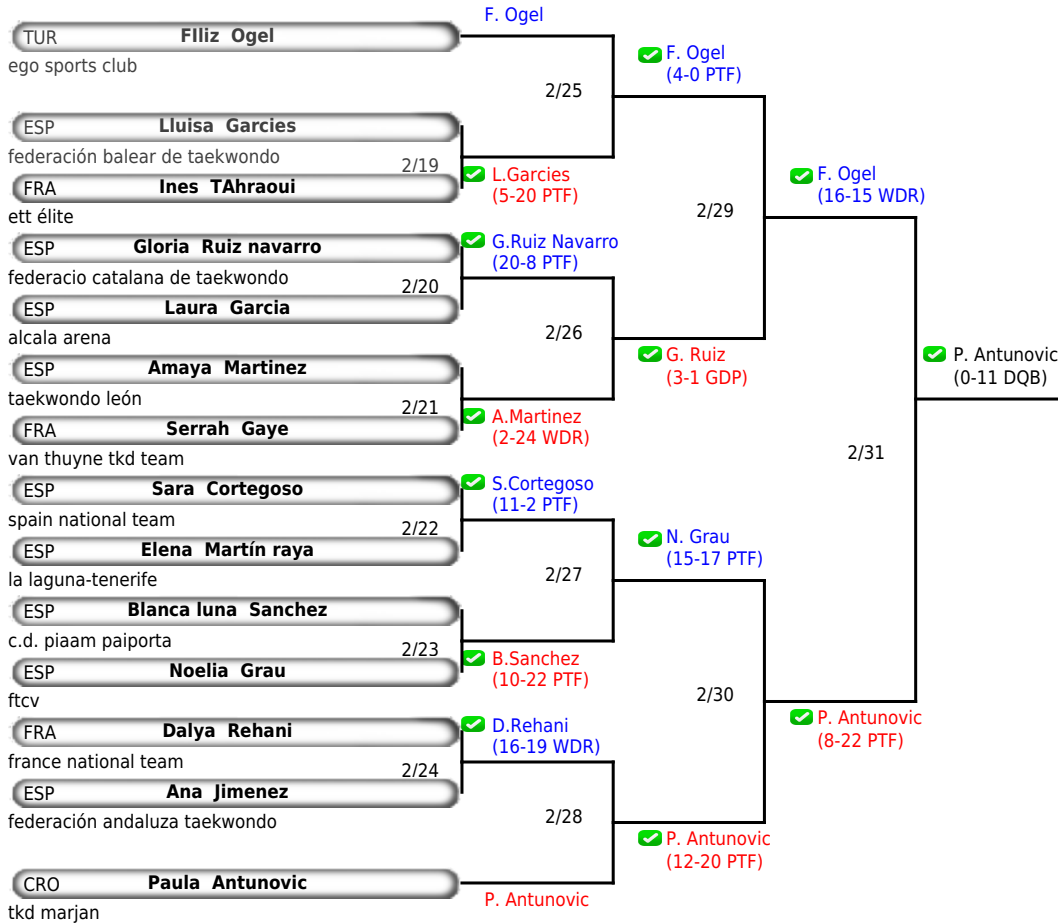 F. Ogel
TUR FIliz Ogel
ego sports club
F. Ogel
(4-0 PTF)
2/25
ESP Lluisa Garcies
federación balear de taekwondo
2/19
L.Garcies
(5-20 PTF)
FRA Ines TAhraoui
ett élite
F. Ogel
(16-15 WDR)
2/29
ESP Gloria Ruiz navarro
federacio catalana de taekwondo
G.Ruiz Navarro
(20-8 PTF)
2/20
ESP Laura Garcia
alcala arena
2/26
G. Ruiz
(3-1 GDP)
ESP Amaya Martinez
taekwondo león
2/21
A.Martinez
(2-24 WDR)
FRA Serrah Gaye
van thuyne tkd team
P. Antunovic
(0-11 DQB)
2/31
ESP Sara Cortegoso
spain national team
S.Cortegoso
(11-2 PTF)
2/22
ESP Elena Martín raya
la laguna-tenerife
N. Grau
(15-17 PTF)
2/27
ESP Blanca luna Sanchez
c.d. piaam paiporta
2/23
B.Sanchez
(10-22 PTF)
ESP Noelia Grau
ftcv
2/30
P. Antunovic
(8-22 PTF)
FRA Dalya Rehani
france national team
D.Rehani
(16-19 WDR)
2/24
ESP Ana Jimenez
federación andaluza taekwondo
2/28
P. Antunovic
(12-20 PTF)
CRO Paula Antunovic
tkd marjan
P. Antunovic